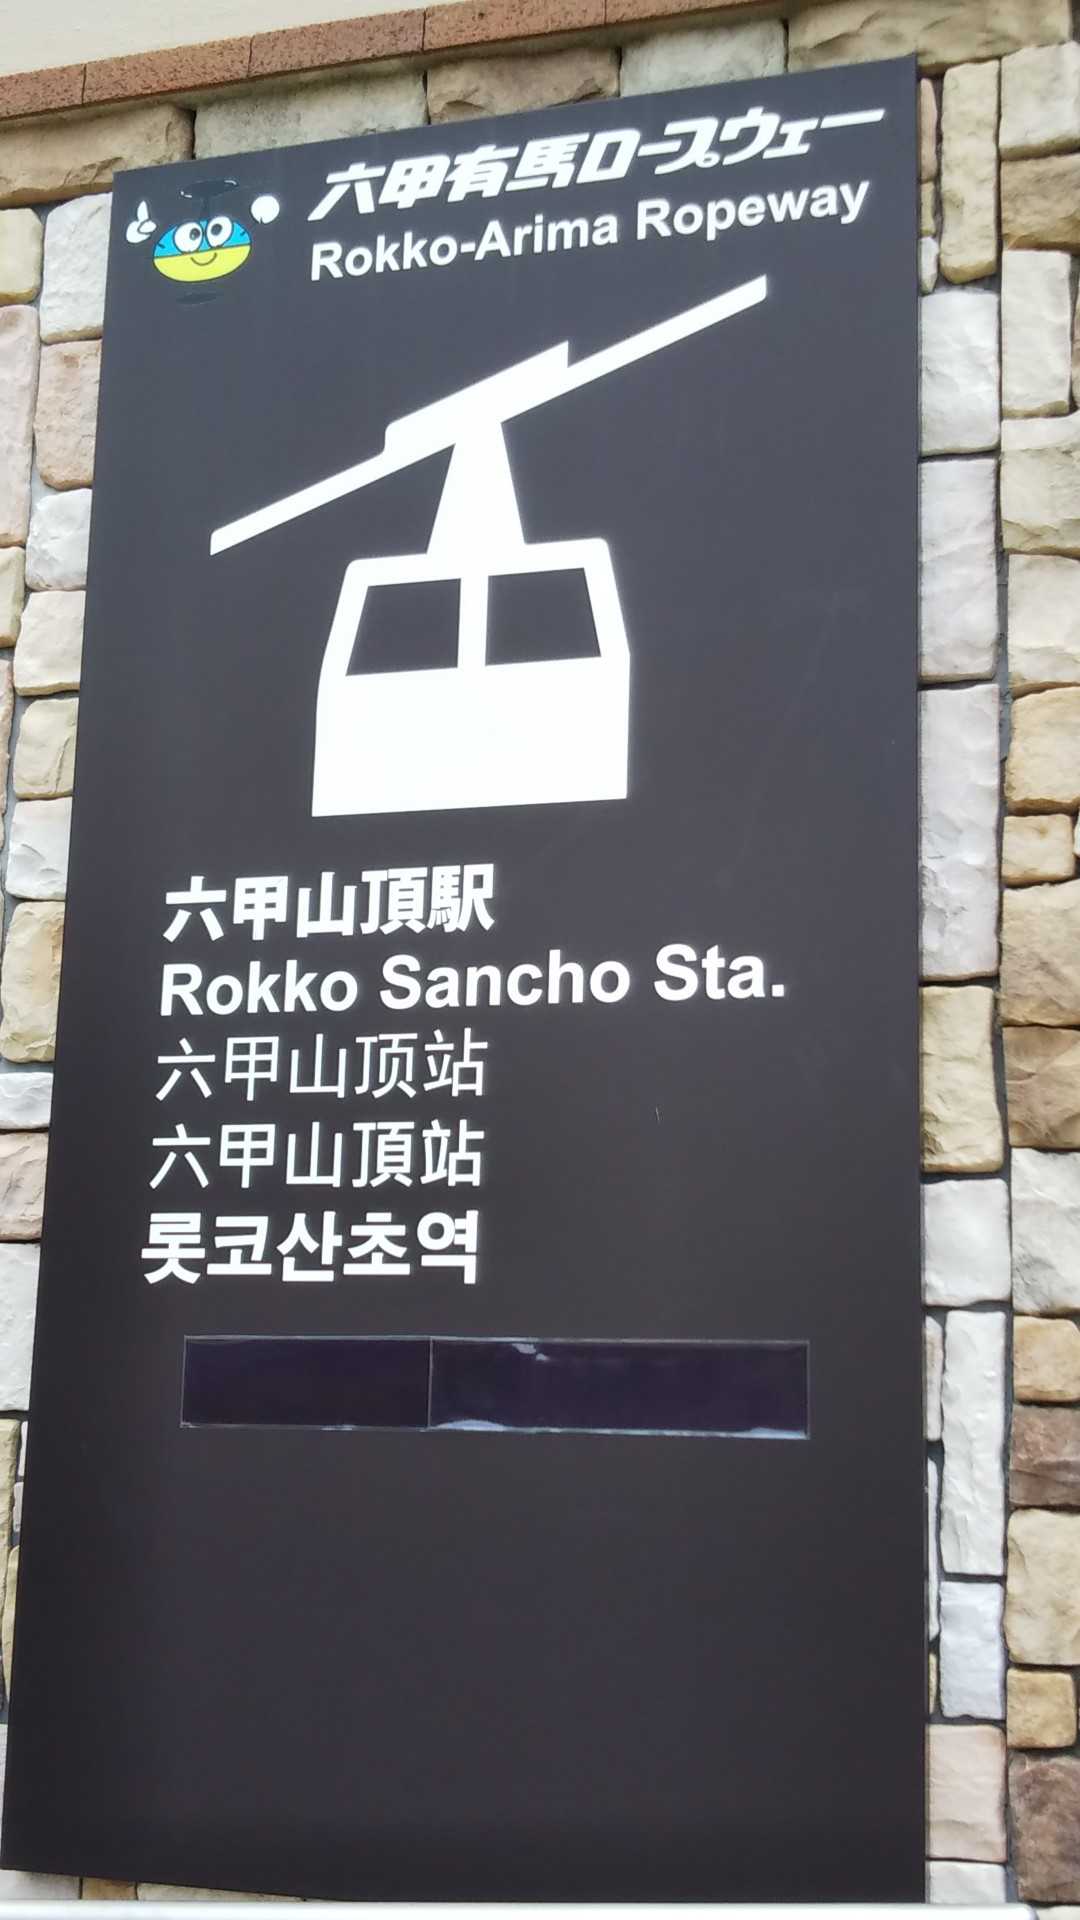 六甲有馬ロープウェー
Rokko-Arima Ropeway
六甲山頂駅
Rokko Sancho Sta.
六甲山顶站
六甲山頂站
롯코산초역